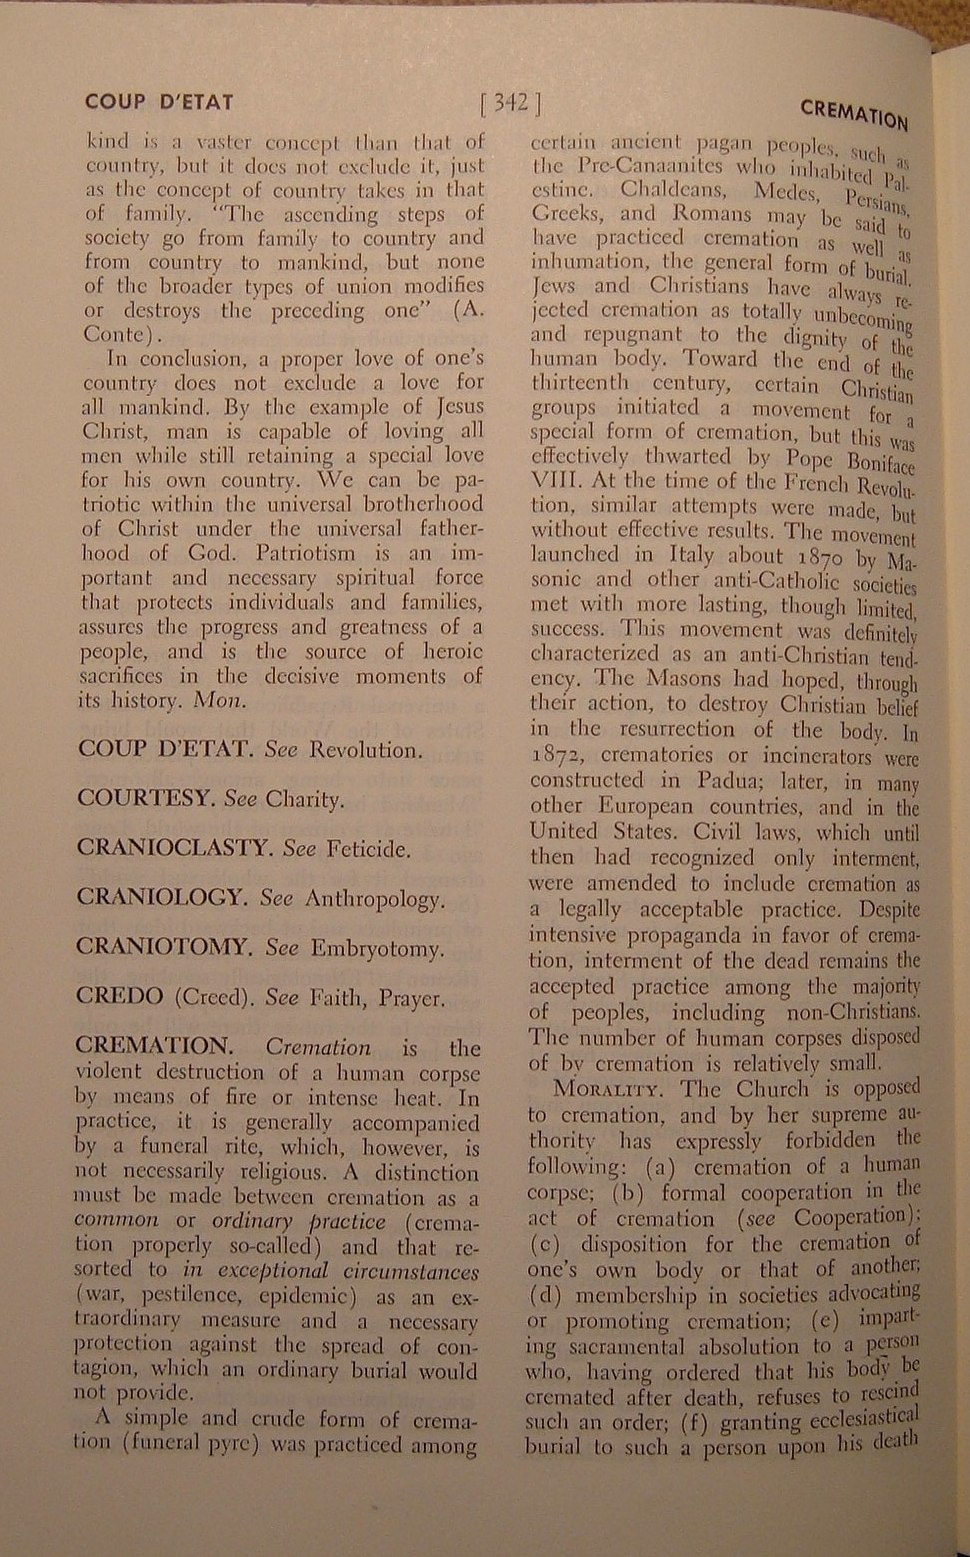 COUP D'ETAT
[ 342 ]
CREMATION
kind is a vaster concept than that of
country, but it does not exclude it, just
as the concept of country takes in that
of family. “The ascending steps of
society go from family to country and
from country to mankind, but none
of the broader types of union modifies
or destroys the preceding one” (A.
Conte).
In conclusion, a proper love of one's
country does not exclude a love for
all mankind. By the example of Jesus
Christ, man is capable of loving all
men while still retaining a special love
for his own country. We can be pa-
triotic within the universal brotherhood
of Christ under the universal father-
hood of God. Patriotism is an im-
portant and necessary spiritual force
that protects individuals and families,
assures the progress and greatness of a
people, and is the source of heroic
sacrifices in the decisive moments of
its history. Mon.
COUP D'ETAT. See Revolution.
COURTESY. See Charity.
CRANIOCLASTY. See Feticide.
CRANIOLOGY. See Anthropology.
CRANIOTOMY. See Embryotomy.
CREDO (Creed). See Faith, Prayer.
CREMATION. Cremation is the
violent destruction of a human corpse
by means of fire or intense heat. In
practice, it is generally accompanied
by a funeral rite, which, however, is
not necessarily religious. A distinction
must be made between cremation as a
common or ordinary practice (crema-
tion properly so-called) and that re-
sorted to in exceptional circumstances
(war, pestilence, epidemic) as an ex-
traordinary measure and a necessary
protection against the spread of con-
tagion, which an ordinary burial would
not provide.
A simple and crude form of crema-
tion (funeral pyre) was practiced among
certain ancient pagan peoples, such as
the Pre-Canaanites who inhabited Pal-
estine. Chaldeans, Medes, Persians,
Greeks, and Romans may be said to
have practiced cremation as well as
inhumation, the general form of burial.
Jews and Christians have always re-
jected cremation as totally unbecoming
and repugnant to the dignity of the
human body. Toward the end of the
thirteenth century, certain Christian
groups initiated a movement for a
special form of cremation, but this was
effectively thwarted by Pope Boniface
VIII. At the time of the French Revolu-
tion, similar attempts were made, but
without effective results. The movement
launched in Italy about 1870 by Ma-
sonic and other anti-Catholic societies
met with more lasting, though limited,
success. This movement was definitely
characterized as an anti-Christian tend-
ency. The Masons had hoped, through
their action, to destroy Christian belief
in the resurrection of the body. In
1872, crematories or incinerators were
constructed in Padua; later, in many
other European countries, and in the
United States. Civil laws, which until
then had recognized only interment,
were amended to include cremation as
a legally acceptable practice. Despite
intensive propaganda in favor of crema-
tion, interment of the dead remains the
accepted practice among the majority
of peoples, including non-Christians.
The number of human corpses disposed
of by cremation is relatively small.
MORALITY. The Church is opposed
to cremation, and by her supreme au-
thority has expressly forbidden the
following: (a) cremation of a human
corpse; (b) formal cooperation in the
act of cremation (see Cooperation);
(c) disposition for the cremation of
one's own body or that of another;
(d) membership in societies advocating
or promoting cremation; (e) impart-
ing sacramental absolution to a person
who, having ordered that his body be
cremated after death, refuses to rescind
such an order; (f) granting ecclesiastical
burial to such a person upon his death